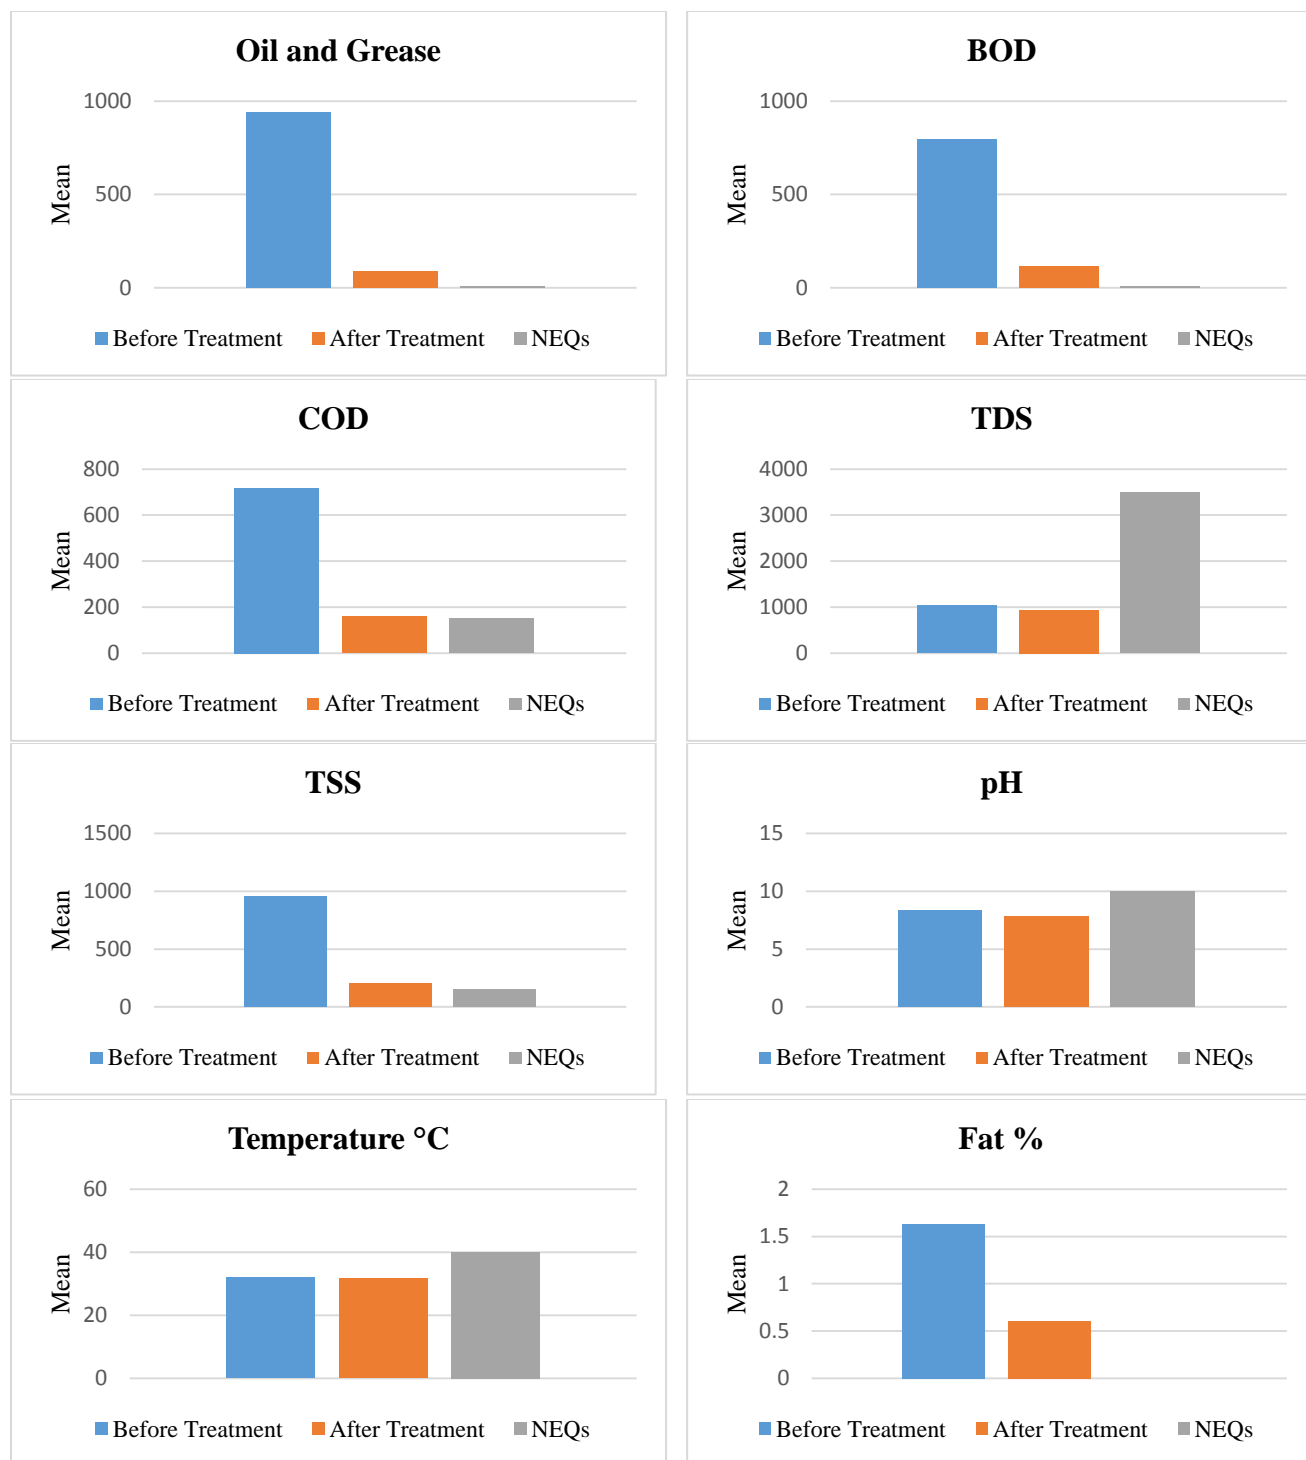 Oil and Grease
1000
500
0
Mean
Before Treatment After Treatment NEQs
BOD
1000
500
0
Mean
Before Treatment After Treatment NEQs
COD
800
600
400
200
0
Mean
Before Treatment After Treatment NEQs
TDS
4000
3000
2000
1000
0
Mean
Before Treatment After Treatment NEQs
TSS
1500
1000
500
0
Mean
Before Treatment After Treatment NEQs
pH
15
10
5
0
Mean
Before Treatment After Treatment NEQs
Temperature °C
60
40
20
0
Mean
Before Treatment After Treatment NEQs
Fat %
2
1.5
1
0.5
0
Mean
Before Treatment After Treatment NEQs